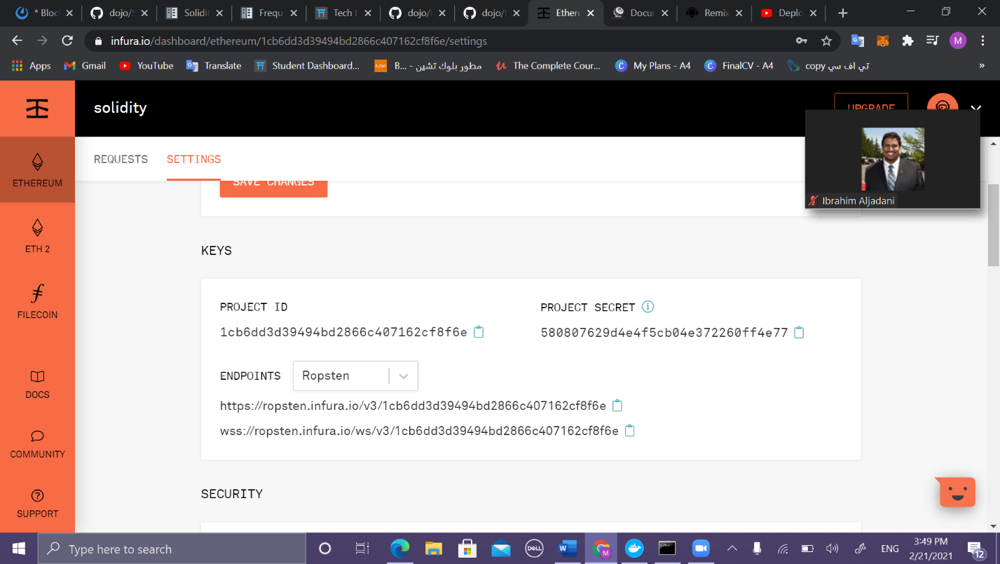 * Bloc
dojo/S
Solidit
Frequ
Tech L
dojo/
dojo/
Ethere
Docur
Remix
Deplo
infura.io/dashboard/ethereum/1cb6dd3d39494bd2866c407162cf8f6e/settings
M
Apps
Gmail
YouTube
Translate
Student Dashboard...
مطور بلوك تشين - ...B
The Complete Cour...
My Plans - A4
FinalCV - A4
تي اف سي copy
»
solidity
UPGRADE
REQUESTS
SETTINGS
SAVE CHANGES
Ibrahim Aljadani
ETHEREUM
ETH 2
FILECOIN
DOCS
COMMUNITY
SUPPORT
KEYS
PROJECT ID
1cb6dd3d39494bd2866c407162cf8f6e
PROJECT SECRET
580807629d4e4f5cb04e372260ff4e77
ENDPOINTS
Ropsten
https://ropsten.infura.io/v3/1cb6dd3d39494bd2866c407162cf8f6e
wss://ropsten.infura.io/ws/v3/1cb6dd3d39494bd2866c407162cf8f6e
SECURITY
Type here to search
DELL
W
M
ENG
3:49 PM
2/21/2021
12